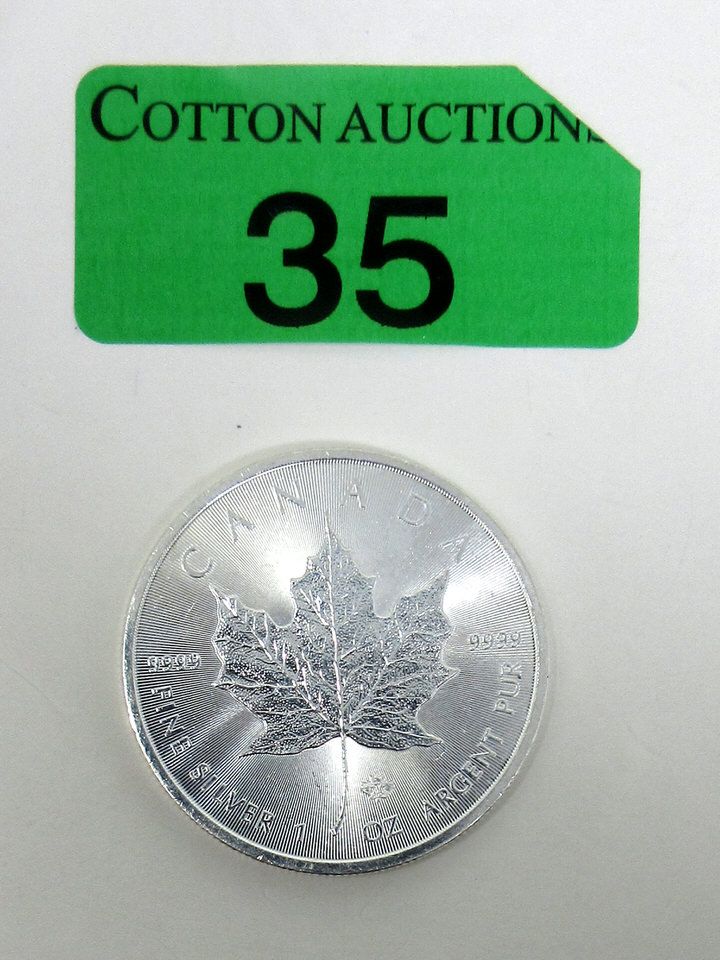 COTTON AUCTIONS
35
CANADA
9999 9999
FINE SILVER 1 OZ ARGENT PUR